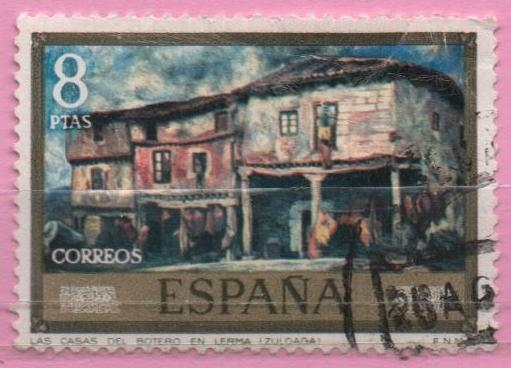 8
PTAS
CORREOS
ESPAÑA
LAS CASAS DEL BOTERO EN LERMA (ZULOAGA)